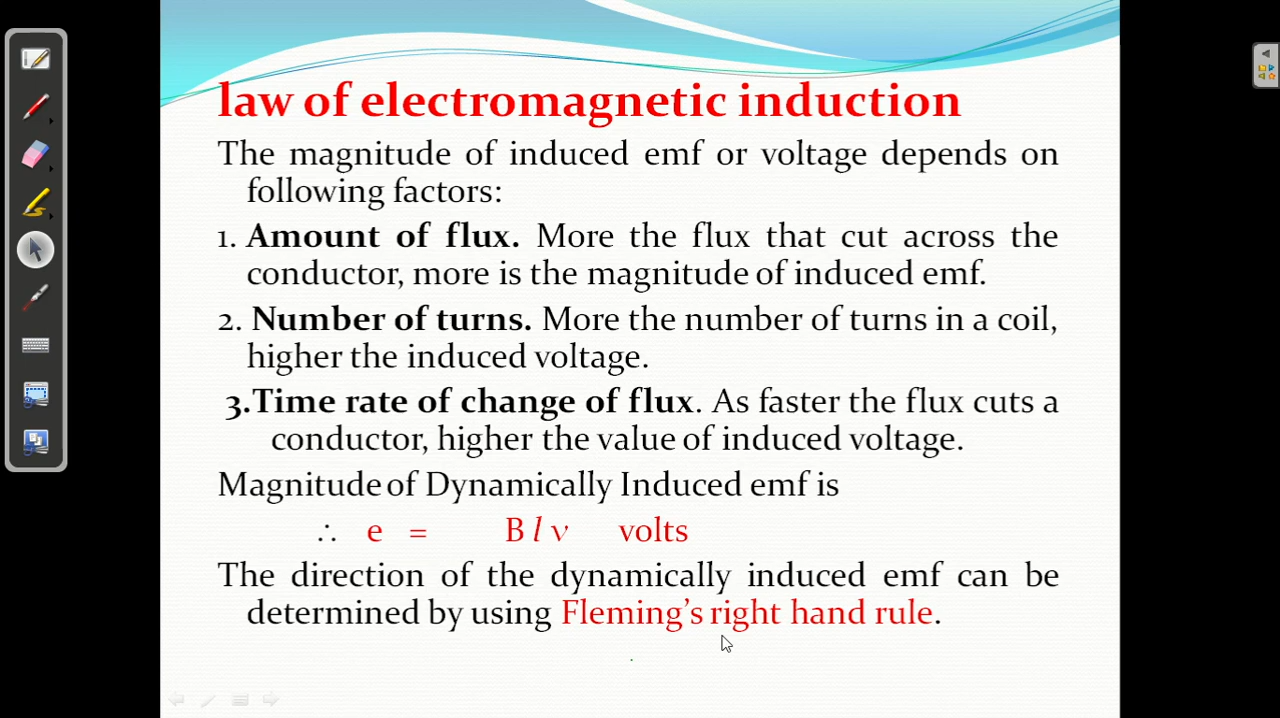 law of electromagnetic induction
The magnitude of induced emf or voltage depends on
following factors:
1. Amount of flux. More the flux that cut across the
conductor, more is the magnitude of induced emf.
2. Number of turns. More the number of turns in a coil,
higher the induced voltage.
3.Time rate of change of flux. As faster the flux cuts a
conductor, higher the value of induced voltage.
Magnitude of Dynamically Induced emf is
∴ e = B l v volts
The direction of the dynamically induced emf can be
determined by using Fleming’s right hand rule.